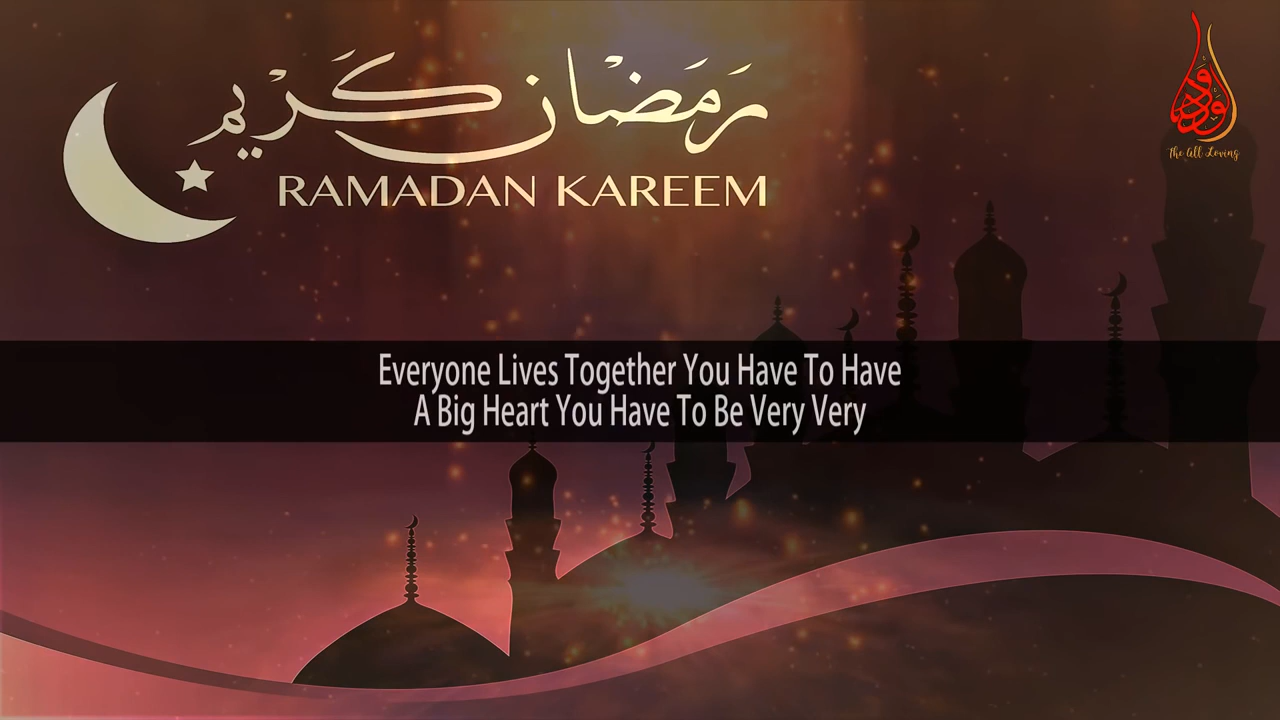 رَمَضَان كَرْيم
RAMADAN KAREEM
الودود
The All Loving
Everyone Lives Together You Have To Have
A Big Heart You Have To Be Very Very